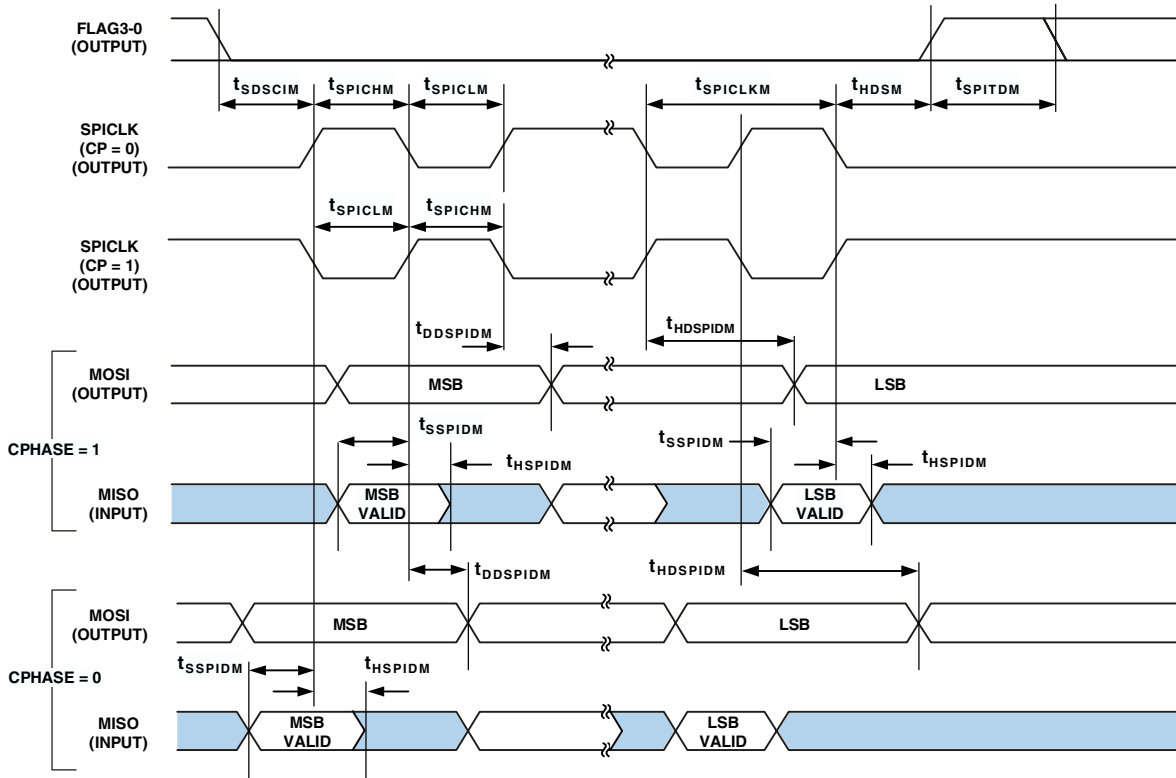 FLAG3-0
(OUTPUT)
tSDSCIM tSPICHM tSPICLM tSPICLKM tHDSM tSPITDM
SPICLK
(CP = 0)
(OUTPUT)
tSPICLM tSPICHM
SPICLK
(CP = 1)
(OUTPUT)
tDDSPIDM tHDSPIDM
CPHASE = 1
MOSI
(OUTPUT)
MSB LSB
tSSPIDM tHSPIDM tSSPIDM tHSPIDM
MISO
(INPUT)
MSB
VALID
LSB
VALID
tDDSPIDM tHDSPIDM
CPHASE = 0
MOSI
(OUTPUT)
MSB LSB
tSSPIDM tHSPIDM
MISO
(INPUT)
MSB
VALID
LSB
VALID